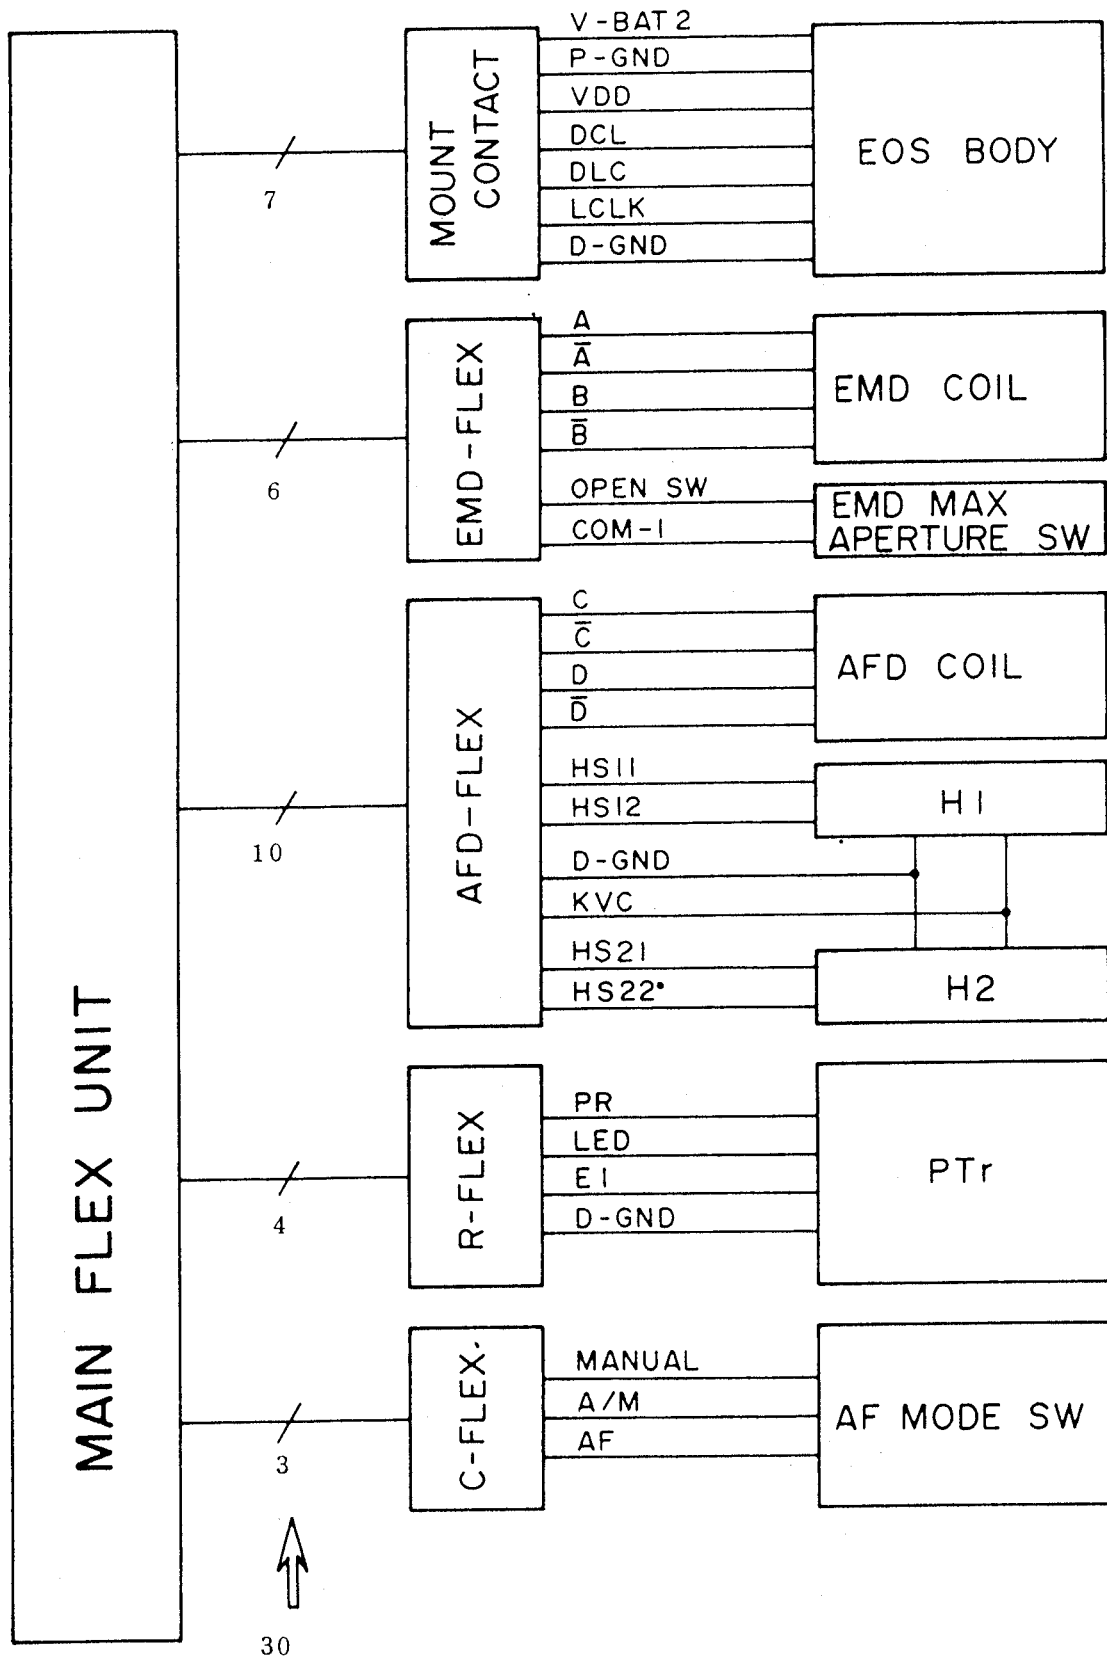 MAIN FLEX UNIT
7
MOUNT
CONTACT
V-BAT 2
P-GND
VDD
DCL
DLC
LCLK
D-GND
EOS BODY
6
EMD-FLEX
A
A̅
B
B̅
OPEN SW
COM-1
EMD COIL
EMD MAX
APERTURE SW
10
AFD-FLEX
C
C̅
D
D̅
HS11
HS12
D-GND
KVC
HS21
HS22
AFD COIL
H1
H2
4
R-FLEX
PR
LED
E1
D-GND
PTr
3
C-FLEX.
MANUAL
A/M
AF
AF MODE SW
30